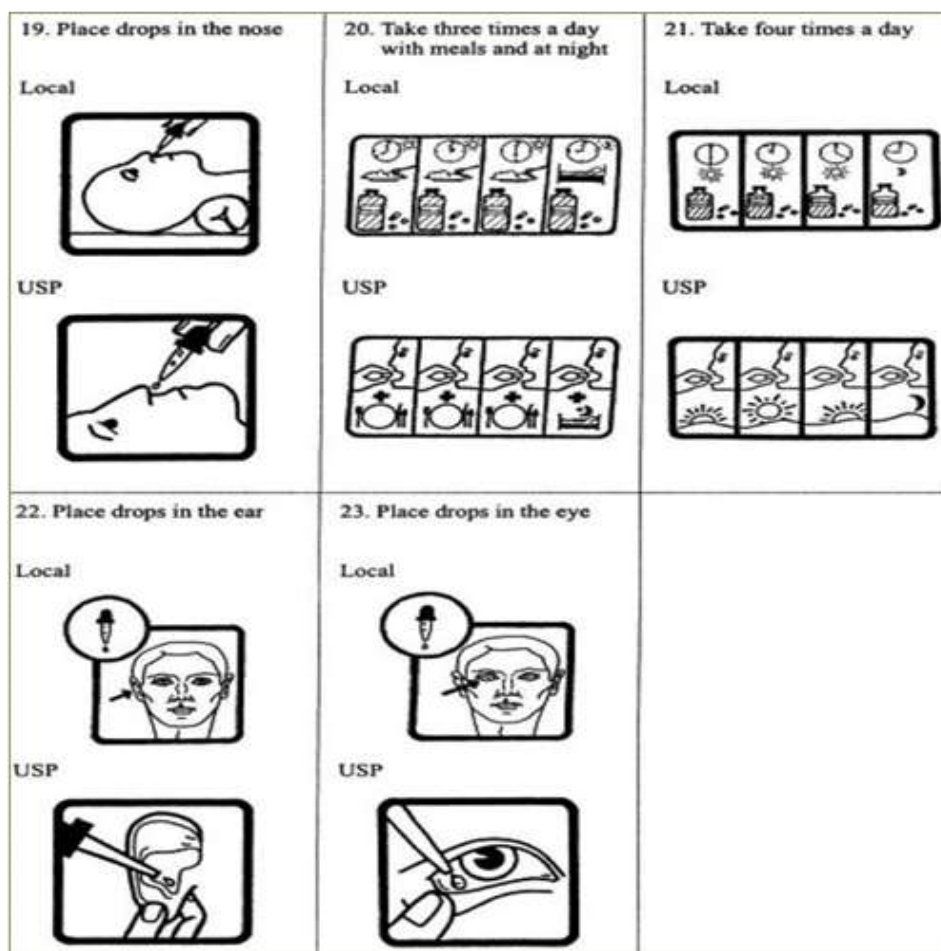 19. Place drops in the nose
Local
USP
20. Take three times a day
with meals and at night
Local
USP
21. Take four times a day
Local
USP
22. Place drops in the ear
Local
USP
23. Place drops in the eye
Local
USP